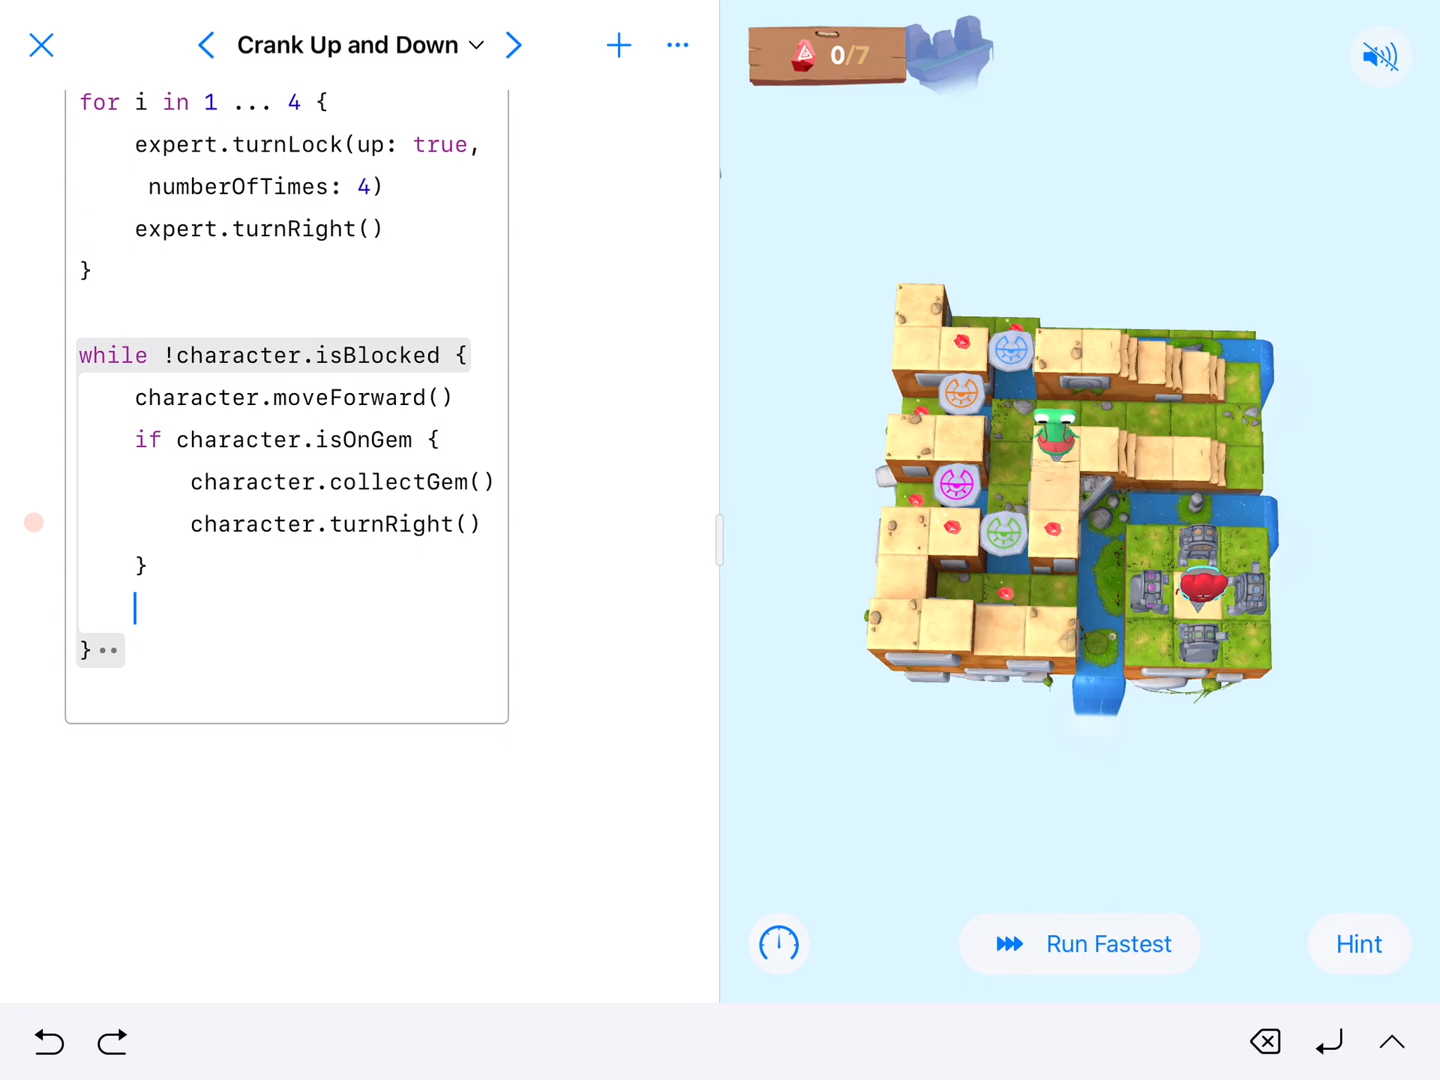 Crank Up and Down
for i in 1 ... 4 {
expert.turnLock(up: true,
numberOfTimes: 4)
expert.turnRight()
}
while !character.isBlocked {
character.moveForward()
if character.isOnGem {
character.collectGem()
character.turnRight()
}
}
0/7
Run Fastest
Hint